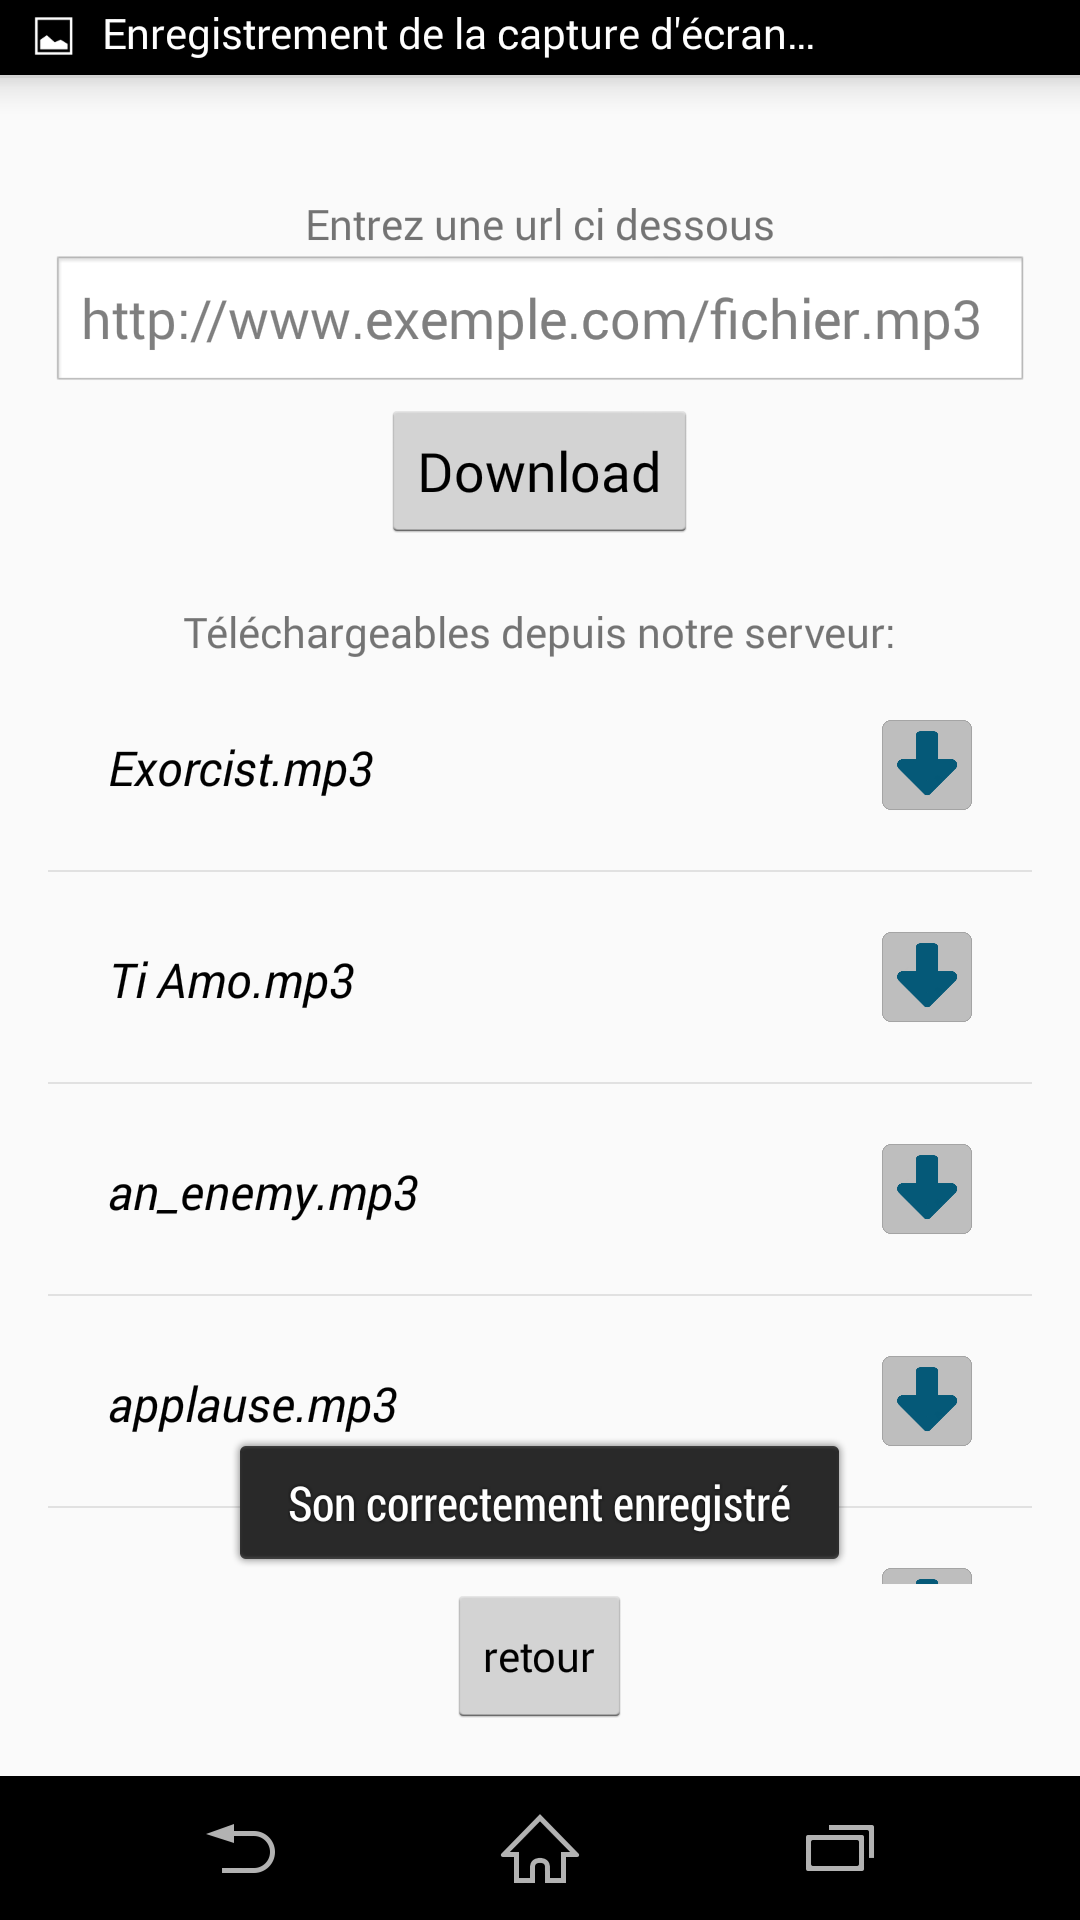 Enregistrement de la capture d'écran...
Entrez une url ci dessous
http://www.exemple.com/fichier.mp3
Download
Téléchargeables depuis notre serveur:
Exorcist.mp3
Ti Amo.mp3
an_enemy.mp3
applause.mp3
Son correctement enregistré
retour